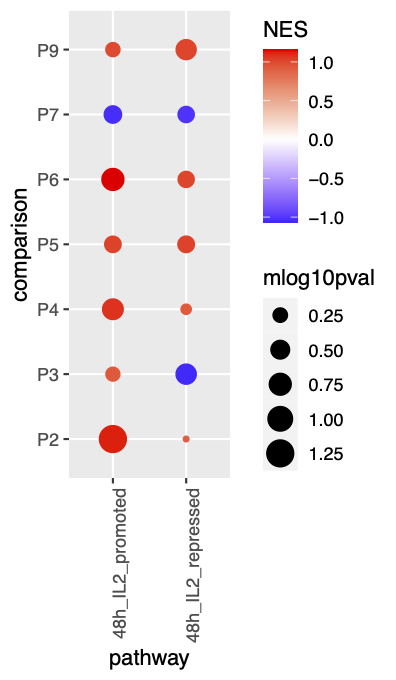 P9
P7
P6
P5
P4
P3
P2
comparison
48h_IL2_promoted
48h_IL2_repressed
pathway
NES
1.0
0.5
0.0
−0.5
−1.0
mlog10pval
0.25
0.50
0.75
1.00
1.25